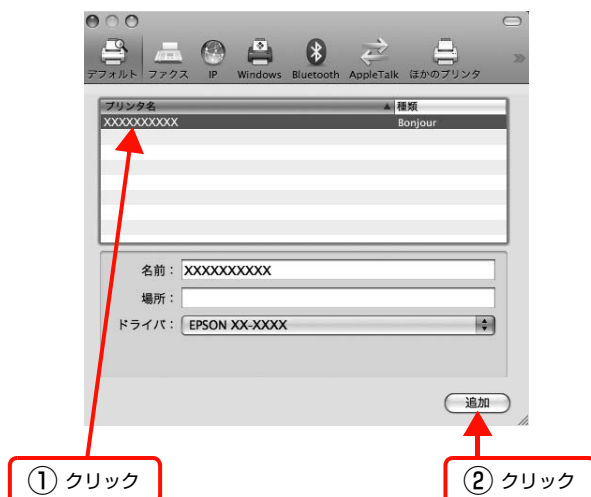 デフォルト ファクス IP Windows Bluetooth AppleTalk ほかのプリンタ
プリンタ名 種類
XXXXXXXXXX Bonjour
名前： XXXXXXXXXX
場所：
ドライバ： EPSON XX-XXXX
追加
① クリック
② クリック